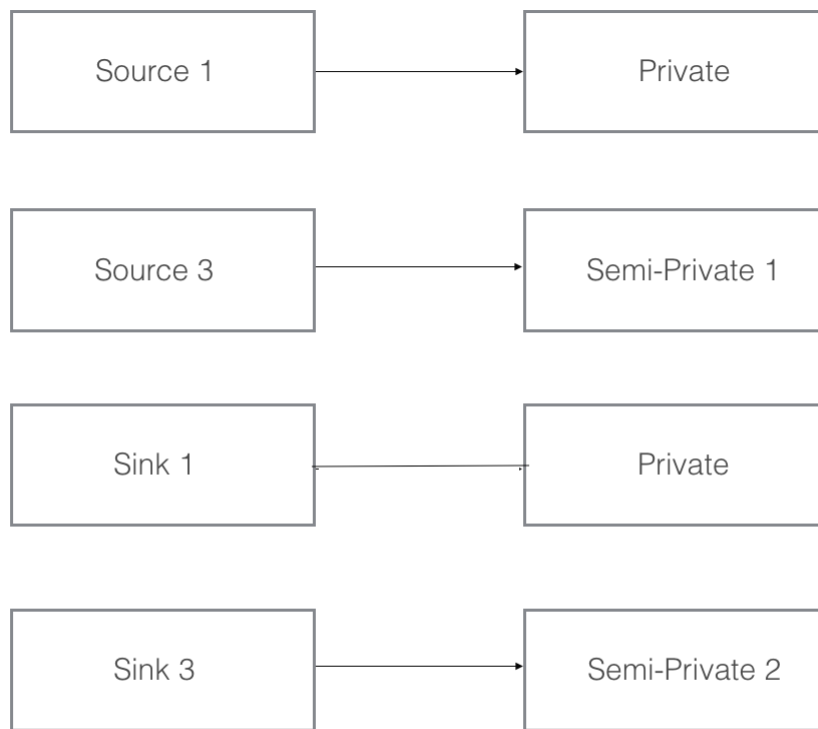 Source 1
Private
Source 3
Semi-Private 1
Sink 1
Private
Sink 3
Semi-Private 2